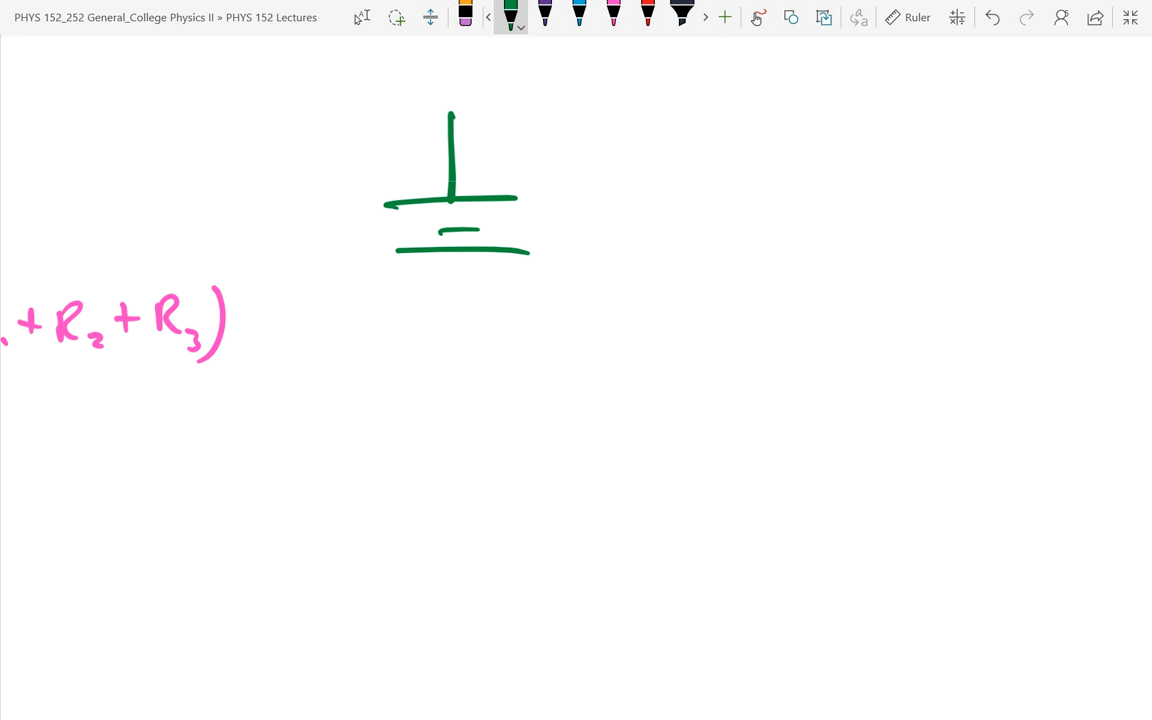 PHYS 152_252 General_College Physics II » PHYS 152 Lectures
Ruler
+ R₂ + R₃)